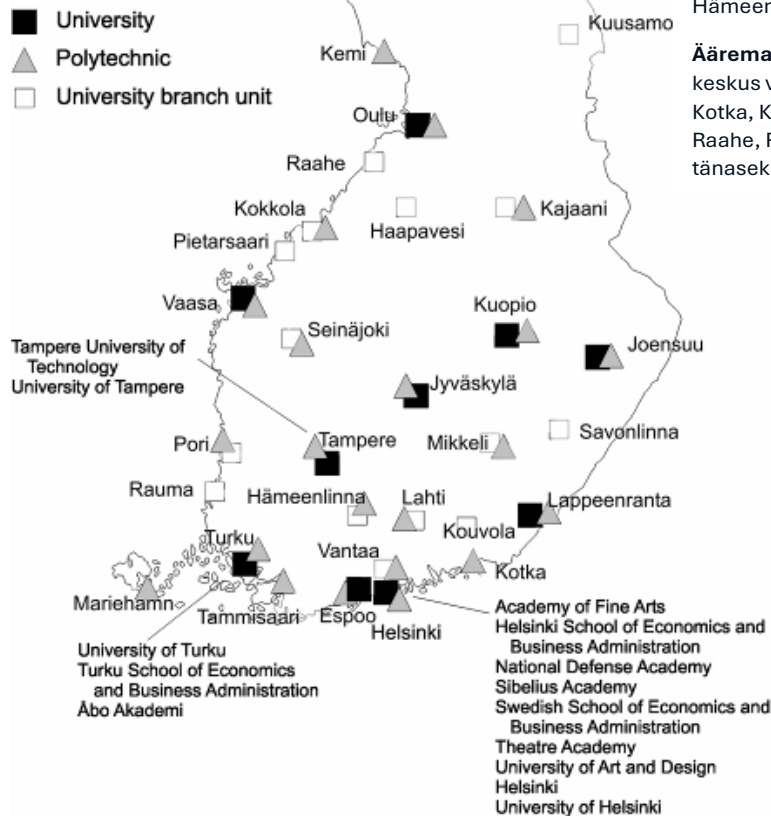 University
Polytechnic
University branch unit
Kuusamo
Kemi
Oulu
Raahe
Kokkola
Haapavesi
Kajaani
Pietarsaari
Vaasa
Kuopio
Seinäjoki
Joensuu
Tampere University of
Technology
University of Tampere
Jyväskylä
Pori
Tampere
Mikkeli
Savonlinna
Rauma
Hämeenlinna
Lahti
Lappeenranta
Kouvola
Turku
Vantaa
Kotka
Mariehamn
Tammisaari
Espoo
Helsinki
University of Turku
Turku School of Economics
and Business Administration
Åbo Akademi
Academy of Fine Arts
Helsinki School of Economics and
Business Administration
National Defense Academy
Sibelius Academy
Swedish School of Economics and
Business Administration
Theatre Academy
University of Art and Design
Helsinki
University of Helsinki
keskus
Kotka,
Raahe,